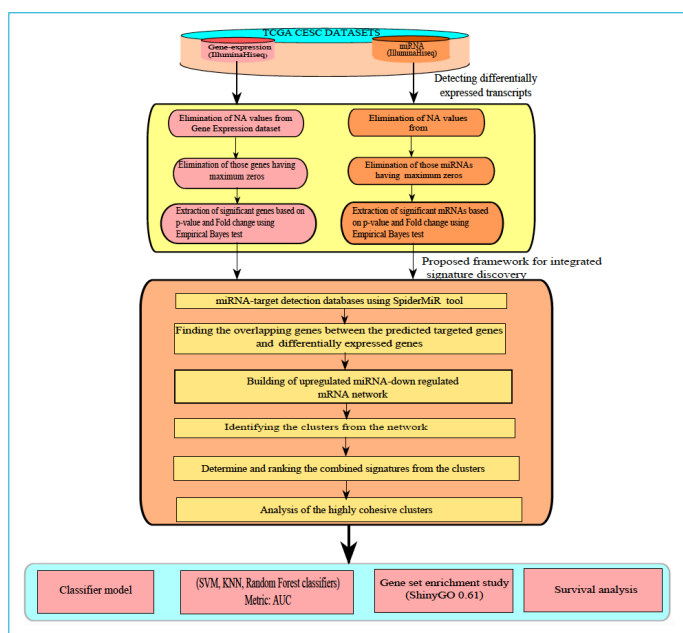 TCGA CESC DATASETS
Gene-expression
(IlluminaHiseq)
miRNA
(IlluminaHiseq)
Detecting differentially
expressed transcripts
Elimination of NA values from
Gene Expression dataset
Elimination of NA values
from
Elimination of those genes having
maximum zeros
Elimination of those miRNAs
having maximum zeros
Extraction of significant genes based on
p-value and Fold change using
Empirical Bayes test
Extraction of significant mRNAs based
on p-value and Fold change using
Empirical Bayes test
Proposed framework for integrated
signature discovery
miRNA-target detection databases using SpiderMiR tool
Finding the overlapping genes between the predicted targeted genes
and differentially expressed genes
Building of upregulated miRNA-down regulated
mRNA network
Identifying the clusters from the network
Determine and ranking the combined signatures from the clusters
Analysis of the highly cohesive clusters
Classifier model
(SVM, KNN, Random Forest classifiers)
Metric: AUC
Gene set enrichment study
(ShinyGO 0.61)
Survival analysis